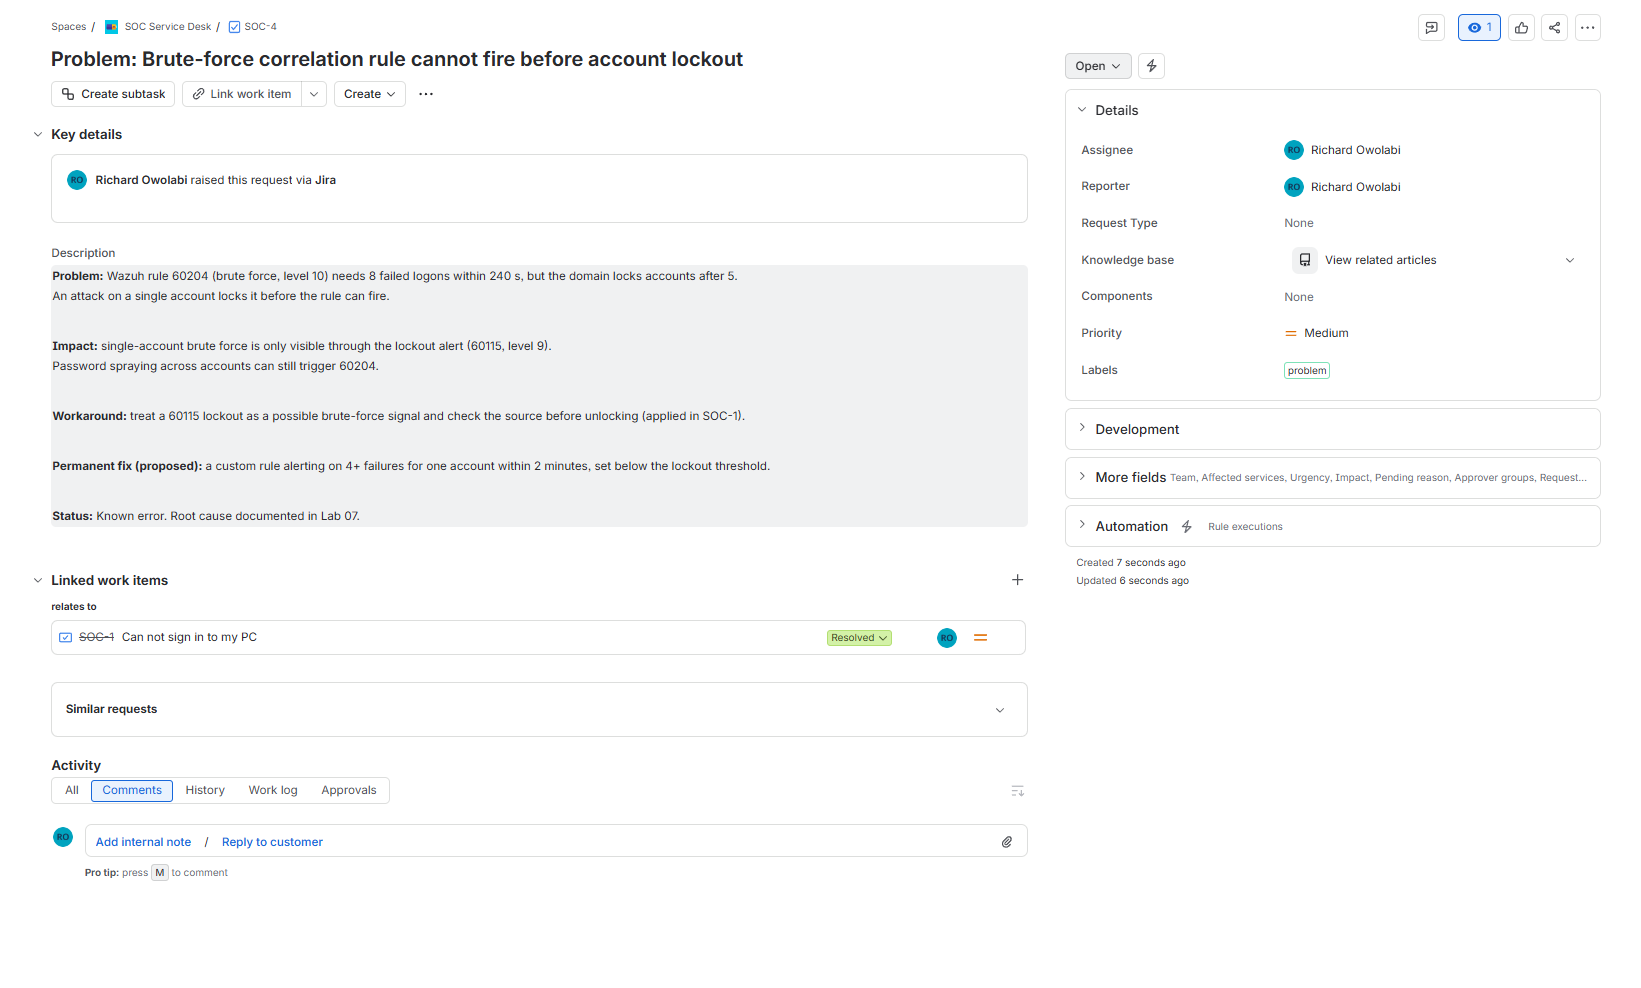 Spaces / SOC Service Desk / SOC-4
1
Problem: Brute-force correlation rule cannot fire before account lockout
Create subtask
Link work item
Create
Key details
RO Richard Owolabi raised this request via Jira
Description
Problem: Wazuh rule 60204 (brute force, level 10) needs 8 failed logons within 240 s, but the domain locks accounts after 5.
An attack on a single account locks it before the rule can fire.
Impact: single-account brute force is only visible through the lockout alert (60115, level 9).
Password spraying across accounts can still trigger 60204.
Workaround: treat a 60115 lockout as a possible brute-force signal and check the source before unlocking (applied in SOC-1).
Permanent fix (proposed): a custom rule alerting on 4+ failures for one account within 2 minutes, set below the lockout threshold.
Status: Known error. Root cause documented in Lab 07.
Linked work items
relates to
SOC-1 Can not sign in to my PC Resolved RO
Similar requests
Activity
All Comments History Work log Approvals
RO Add internal note / Reply to customer
Pro tip: press M to comment
Open
Details
Assignee RO Richard Owolabi
Reporter RO Richard Owolabi
Request Type None
Knowledge base View related articles
Components None
Priority Medium
Labels problem
Development
More fields Team, Affected services, Urgency, Impact, Pending reason, Approver groups, Request...
Automation Rule executions
Created 7 seconds ago
Updated 6 seconds ago